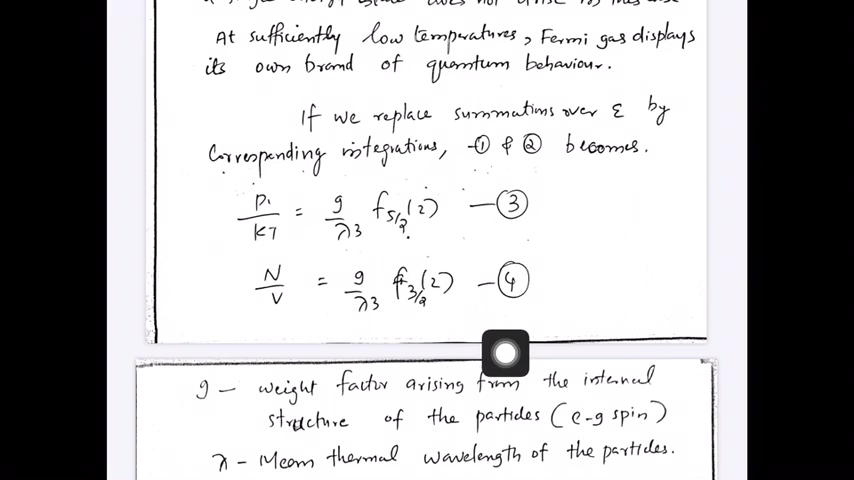 At sufficiently low temperatures, Fermi gas displays
its own brand of quantum behaviour.
If we replace summations over ε by
Corresponding integrations, -① & ② becomes.
P/KT = g/λ3 f5/2(z) —③
N/V = g/λ3 f3/2(z) —④
g - weight factor arising from the internal
structure of the particles (e-g spin)
λ - Mean thermal wavelength of the particles.